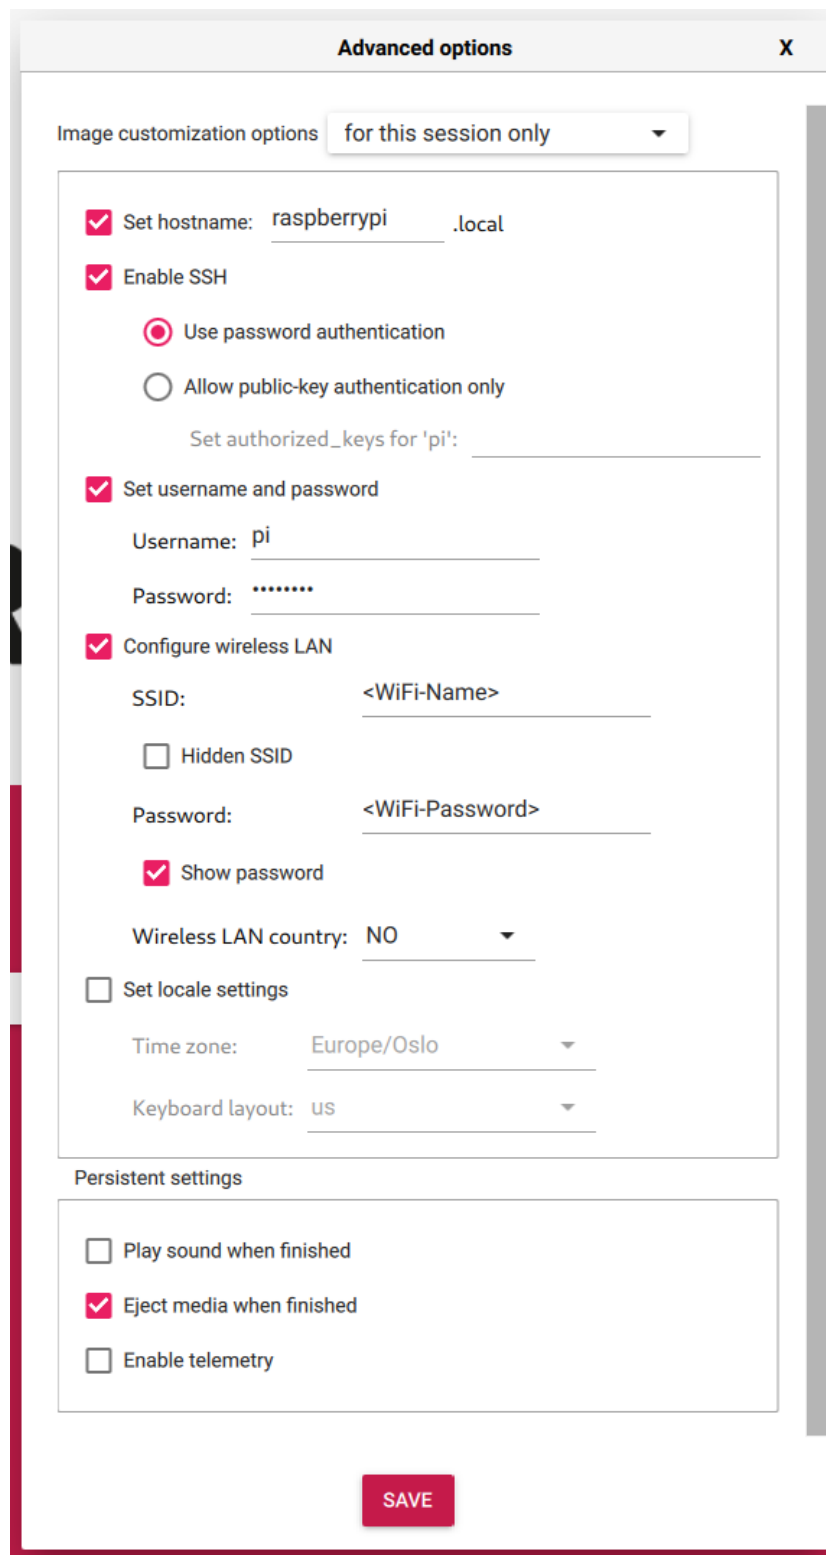 Advanced options X
Image customization options for this session only
Set hostname: raspberrypi .local
Enable SSH
Use password authentication
Allow public-key authentication only
Set authorized_keys for 'pi':
Set username and password
Username: pi
Password: ••••••••
Configure wireless LAN
SSID: <WiFi-Name>
Hidden SSID
Password: <WiFi-Password>
Show password
Wireless LAN country: NO
Set locale settings
Time zone: Europe/Oslo
Keyboard layout: us
Persistent settings
Play sound when finished
Eject media when finished
Enable telemetry
SAVE